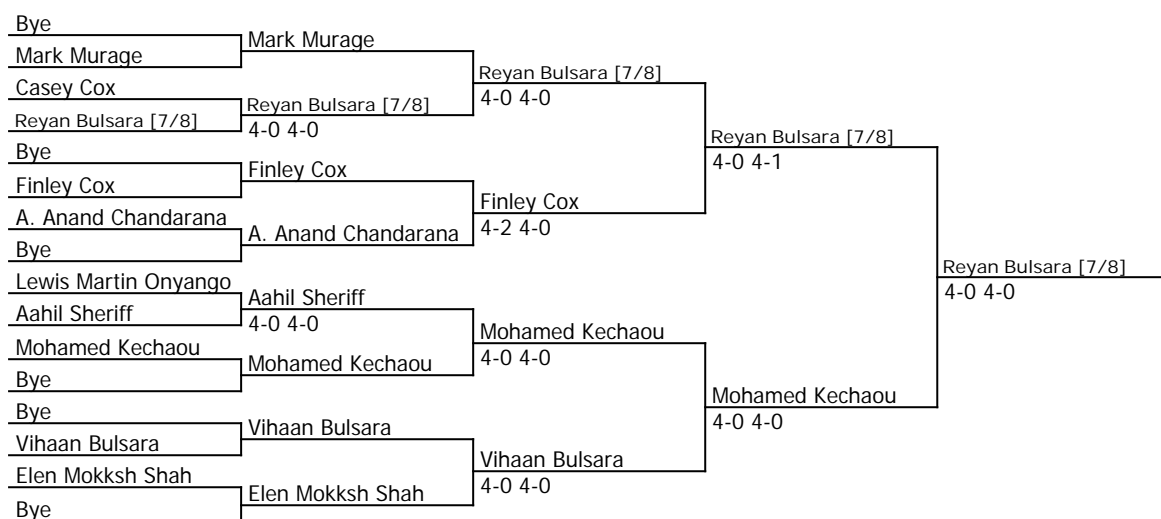 Bye
Mark Murage
Casey Cox
Reyan Bulsara [7/8]
Bye
Finley Cox
A. Anand Chandarana
Bye
Lewis Martin Onyango
Aahil Sheriff
Mohamed Kechaou
Bye
Bye
Vihaan Bulsara
Elen Mokksh Shah
Bye
Mark Murage
Reyan Bulsara [7/8]
4-0 4-0
Finley Cox
A. Anand Chandarana
Aahil Sheriff
4-0 4-0
Mohamed Kechaou
Vihaan Bulsara
Elen Mokksh Shah
Reyan Bulsara [7/8]
4-0 4-0
Finley Cox
4-2 4-0
Mohamed Kechaou
4-0 4-0
Vihaan Bulsara
4-0 4-0
Reyan Bulsara [7/8]
4-0 4-1
Mohamed Kechaou
4-0 4-0
Reyan Bulsara [7/8]
4-0 4-0